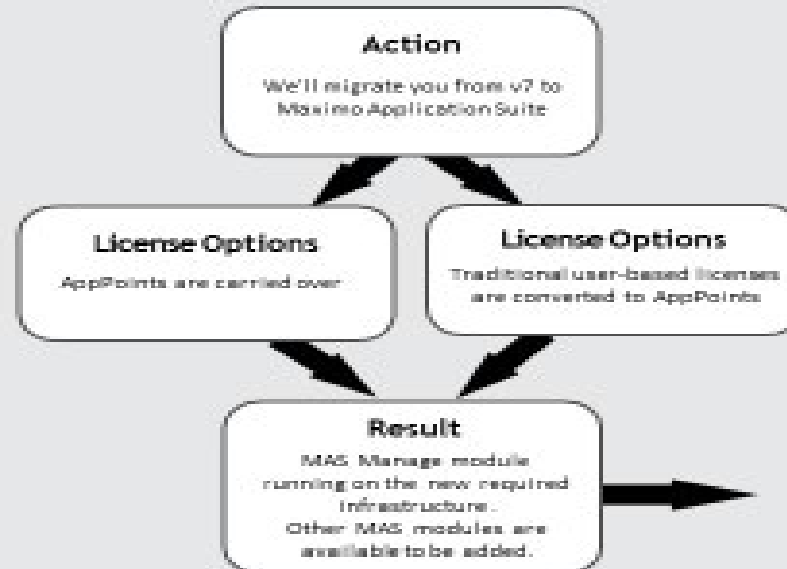 Action
We'll migrate you from v7 to
Maximo Application Suite
License Options
AppPoints are carried over
License Options
Traditional user-based licenses
are converted to AppPoints
Result
MAS Manage module
running on the new required
infrastructure.
Other MAS modules are
available to be added.